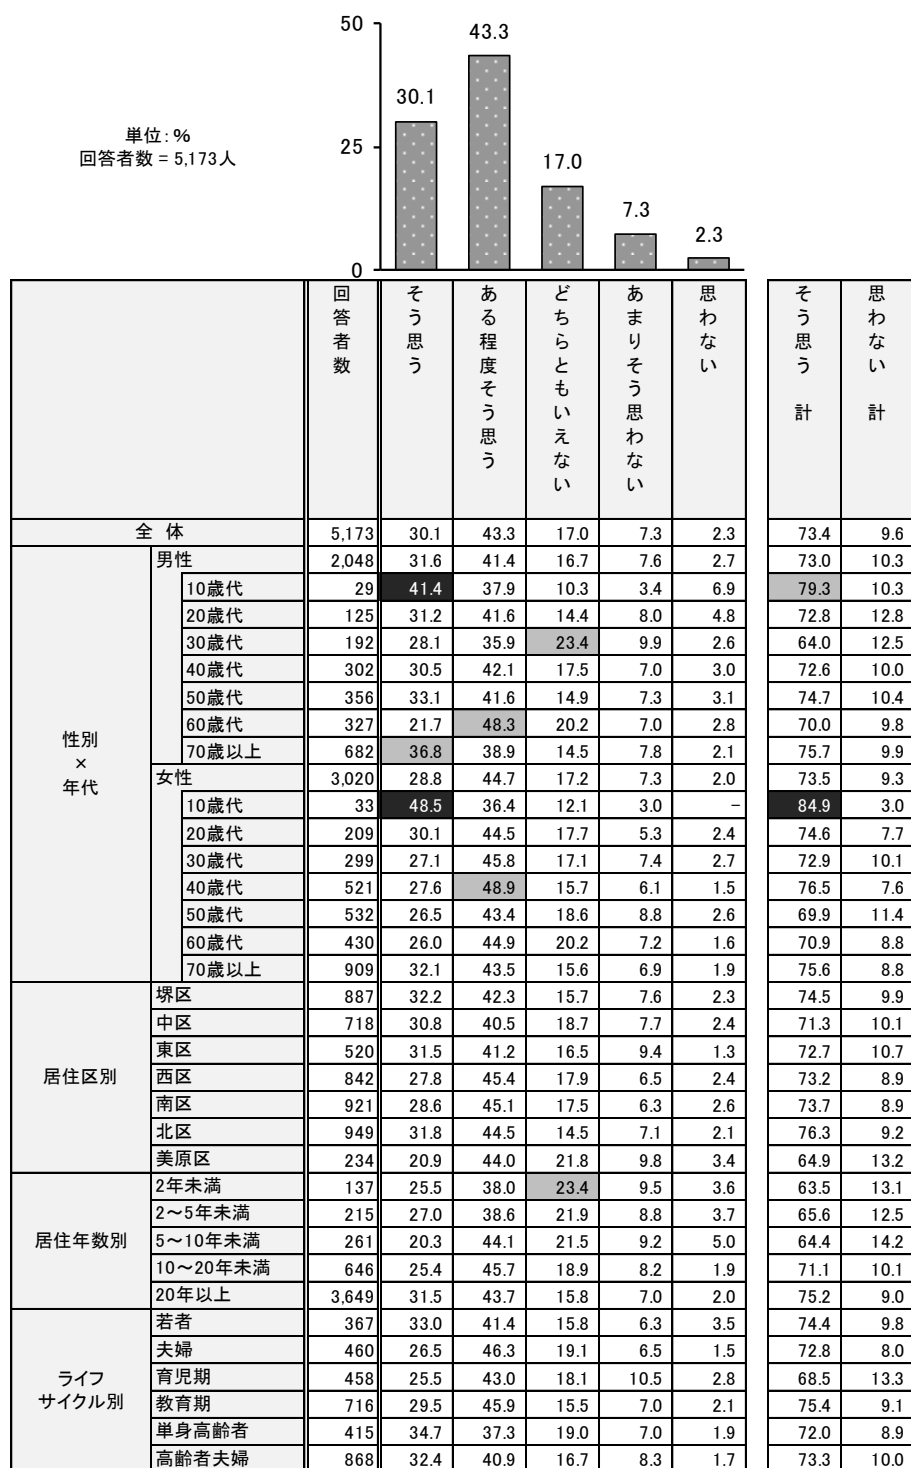 50
43.3
30.1
単位:%
回答者数 = 5,173人
25
17.0
7.3
2.3
0
回答者数 そう思う ある程度そう思う どちらともいえない あまりそう思わない 思わない そう思う 計 思わない 計
全 体 5,173 30.1 43.3 17.0 7.3 2.3 73.4 9.6
性別×年代
男性 2,048 31.6 41.4 16.7 7.6 2.7 73.0 10.3
10歳代 29 41.4 37.9 10.3 3.4 6.9 79.3 10.3
20歳代 125 31.2 41.6 14.4 8.0 4.8 72.8 12.8
30歳代 192 28.1 35.9 23.4 9.9 2.6 64.0 12.5
40歳代 302 30.5 42.1 17.5 7.0 3.0 72.6 10.0
50歳代 356 33.1 41.6 14.9 7.3 3.1 74.7 10.4
60歳代 327 21.7 48.3 20.2 7.0 2.8 70.0 9.8
70歳以上 682 36.8 38.9 14.5 7.8 2.1 75.7 9.9
女性 3,020 28.8 44.7 17.2 7.3 2.0 73.5 9.3
10歳代 33 48.5 36.4 12.1 3.0 − 84.9 3.0
20歳代 209 30.1 44.5 17.7 5.3 2.4 74.6 7.7
30歳代 299 27.1 45.8 17.1 7.4 2.7 72.9 10.1
40歳代 521 27.6 48.9 15.7 6.1 1.5 76.5 7.6
50歳代 532 26.5 43.4 18.6 8.8 2.6 69.9 11.4
60歳代 430 26.0 44.9 20.2 7.2 1.6 70.9 8.8
70歳以上 909 32.1 43.5 15.6 6.9 1.9 75.6 8.8
居住区別
堺区 887 32.2 42.3 15.7 7.6 2.3 74.5 9.9
中区 718 30.8 40.5 18.7 7.7 2.4 71.3 10.1
東区 520 31.5 41.2 16.5 9.4 1.3 72.7 10.7
西区 842 27.8 45.4 17.9 6.5 2.4 73.2 8.9
南区 921 28.6 45.1 17.5 6.3 2.6 73.7 8.9
北区 949 31.8 44.5 14.5 7.1 2.1 76.3 9.2
美原区 234 20.9 44.0 21.8 9.8 3.4 64.9 13.2
居住年数別
2年未満 137 25.5 38.0 23.4 9.5 3.6 63.5 13.1
2～5年未満 215 27.0 38.6 21.9 8.8 3.7 65.6 12.5
5～10年未満 261 20.3 44.1 21.5 9.2 5.0 64.4 14.2
10～20年未満 646 25.4 45.7 18.9 8.2 1.9 71.1 10.1
20年以上 3,649 31.5 43.7 15.8 7.0 2.0 75.2 9.0
ライフ
サイクル別
若者 367 33.0 41.4 15.8 6.3 3.5 74.4 9.8
夫婦 460 26.5 46.3 19.1 6.5 1.5 72.8 8.0
育児期 458 25.5 43.0 18.1 10.5 2.8 68.5 13.3
教育期 716 29.5 45.9 15.5 7.0 2.1 75.4 9.1
単身高齢者 415 34.7 37.3 19.0 7.0 1.9 72.0 8.9
高齢者夫婦 868 32.4 40.9 16.7 8.3 1.7 73.3 10.0